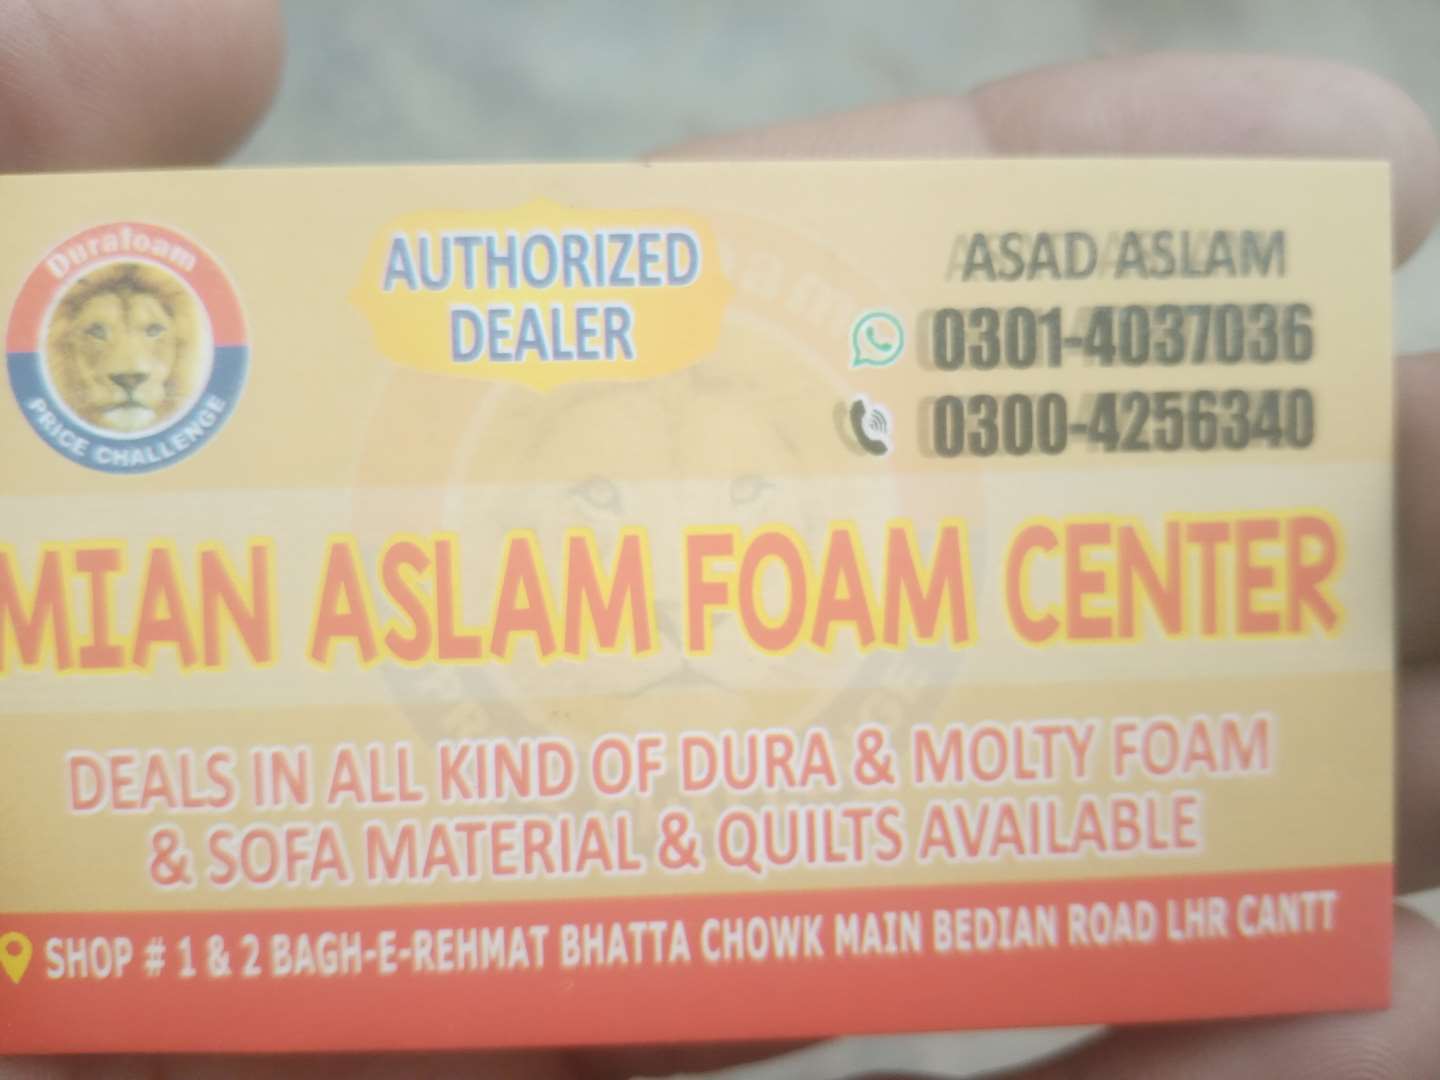 Durafoam
PRICE CHALLENGE
AUTHORIZED
DEALER
ASAD ASLAM
0301-4037036
0300-4256340
MIAN ASLAM FOAM CENTER
DEALS IN ALL KIND OF DURA & MOLTY FOAM
& SOFA MATERIAL & QUILTS AVAILABLE
SHOP # 1 & 2 BAGH-E-REHMAT BHATTA CHOWK MAIN BEDIAN ROAD LHR CANTT